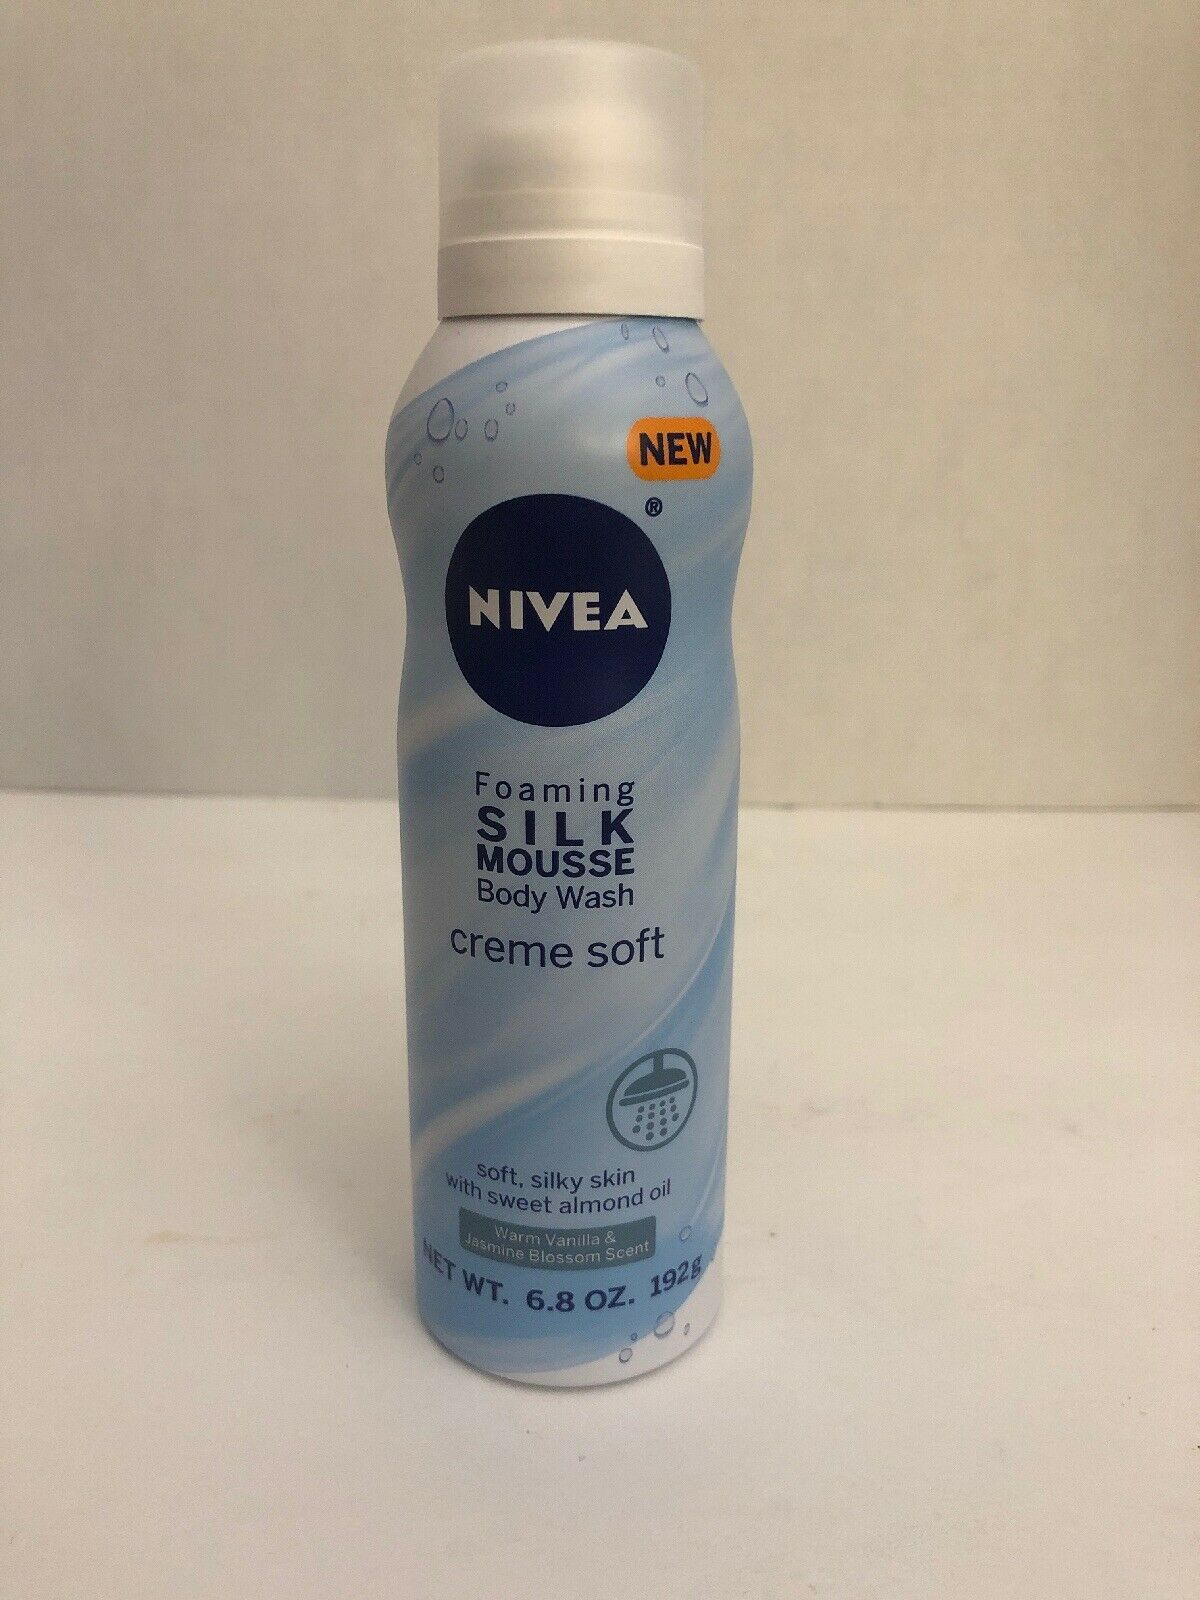 NEW
®
NIVEA
Foaming
SILK
MOUSSE
Body Wash
creme soft
soft, silky skin
with sweet almond oil
Warm Vanilla &
Jasmine Blossom Scent
NET WT. 6.8 OZ. 192g